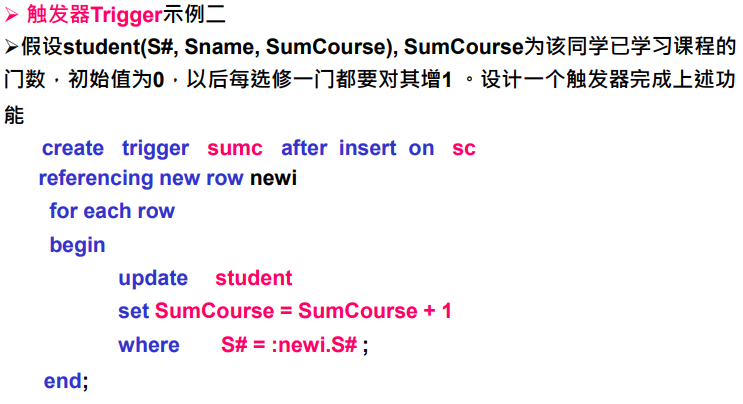 ➢ 触发器Trigger示例二
➢假设student(S#, Sname, SumCourse), SumCourse为该同学已学习课程的
门数，初始值为0，以后每选修一门都要对其增1 。设计一个触发器完成上述功
能
create trigger sumc after insert on sc
referencing new row newi
for each row
begin
update student
set SumCourse = SumCourse + 1
where S# = :newi.S# ;
end;